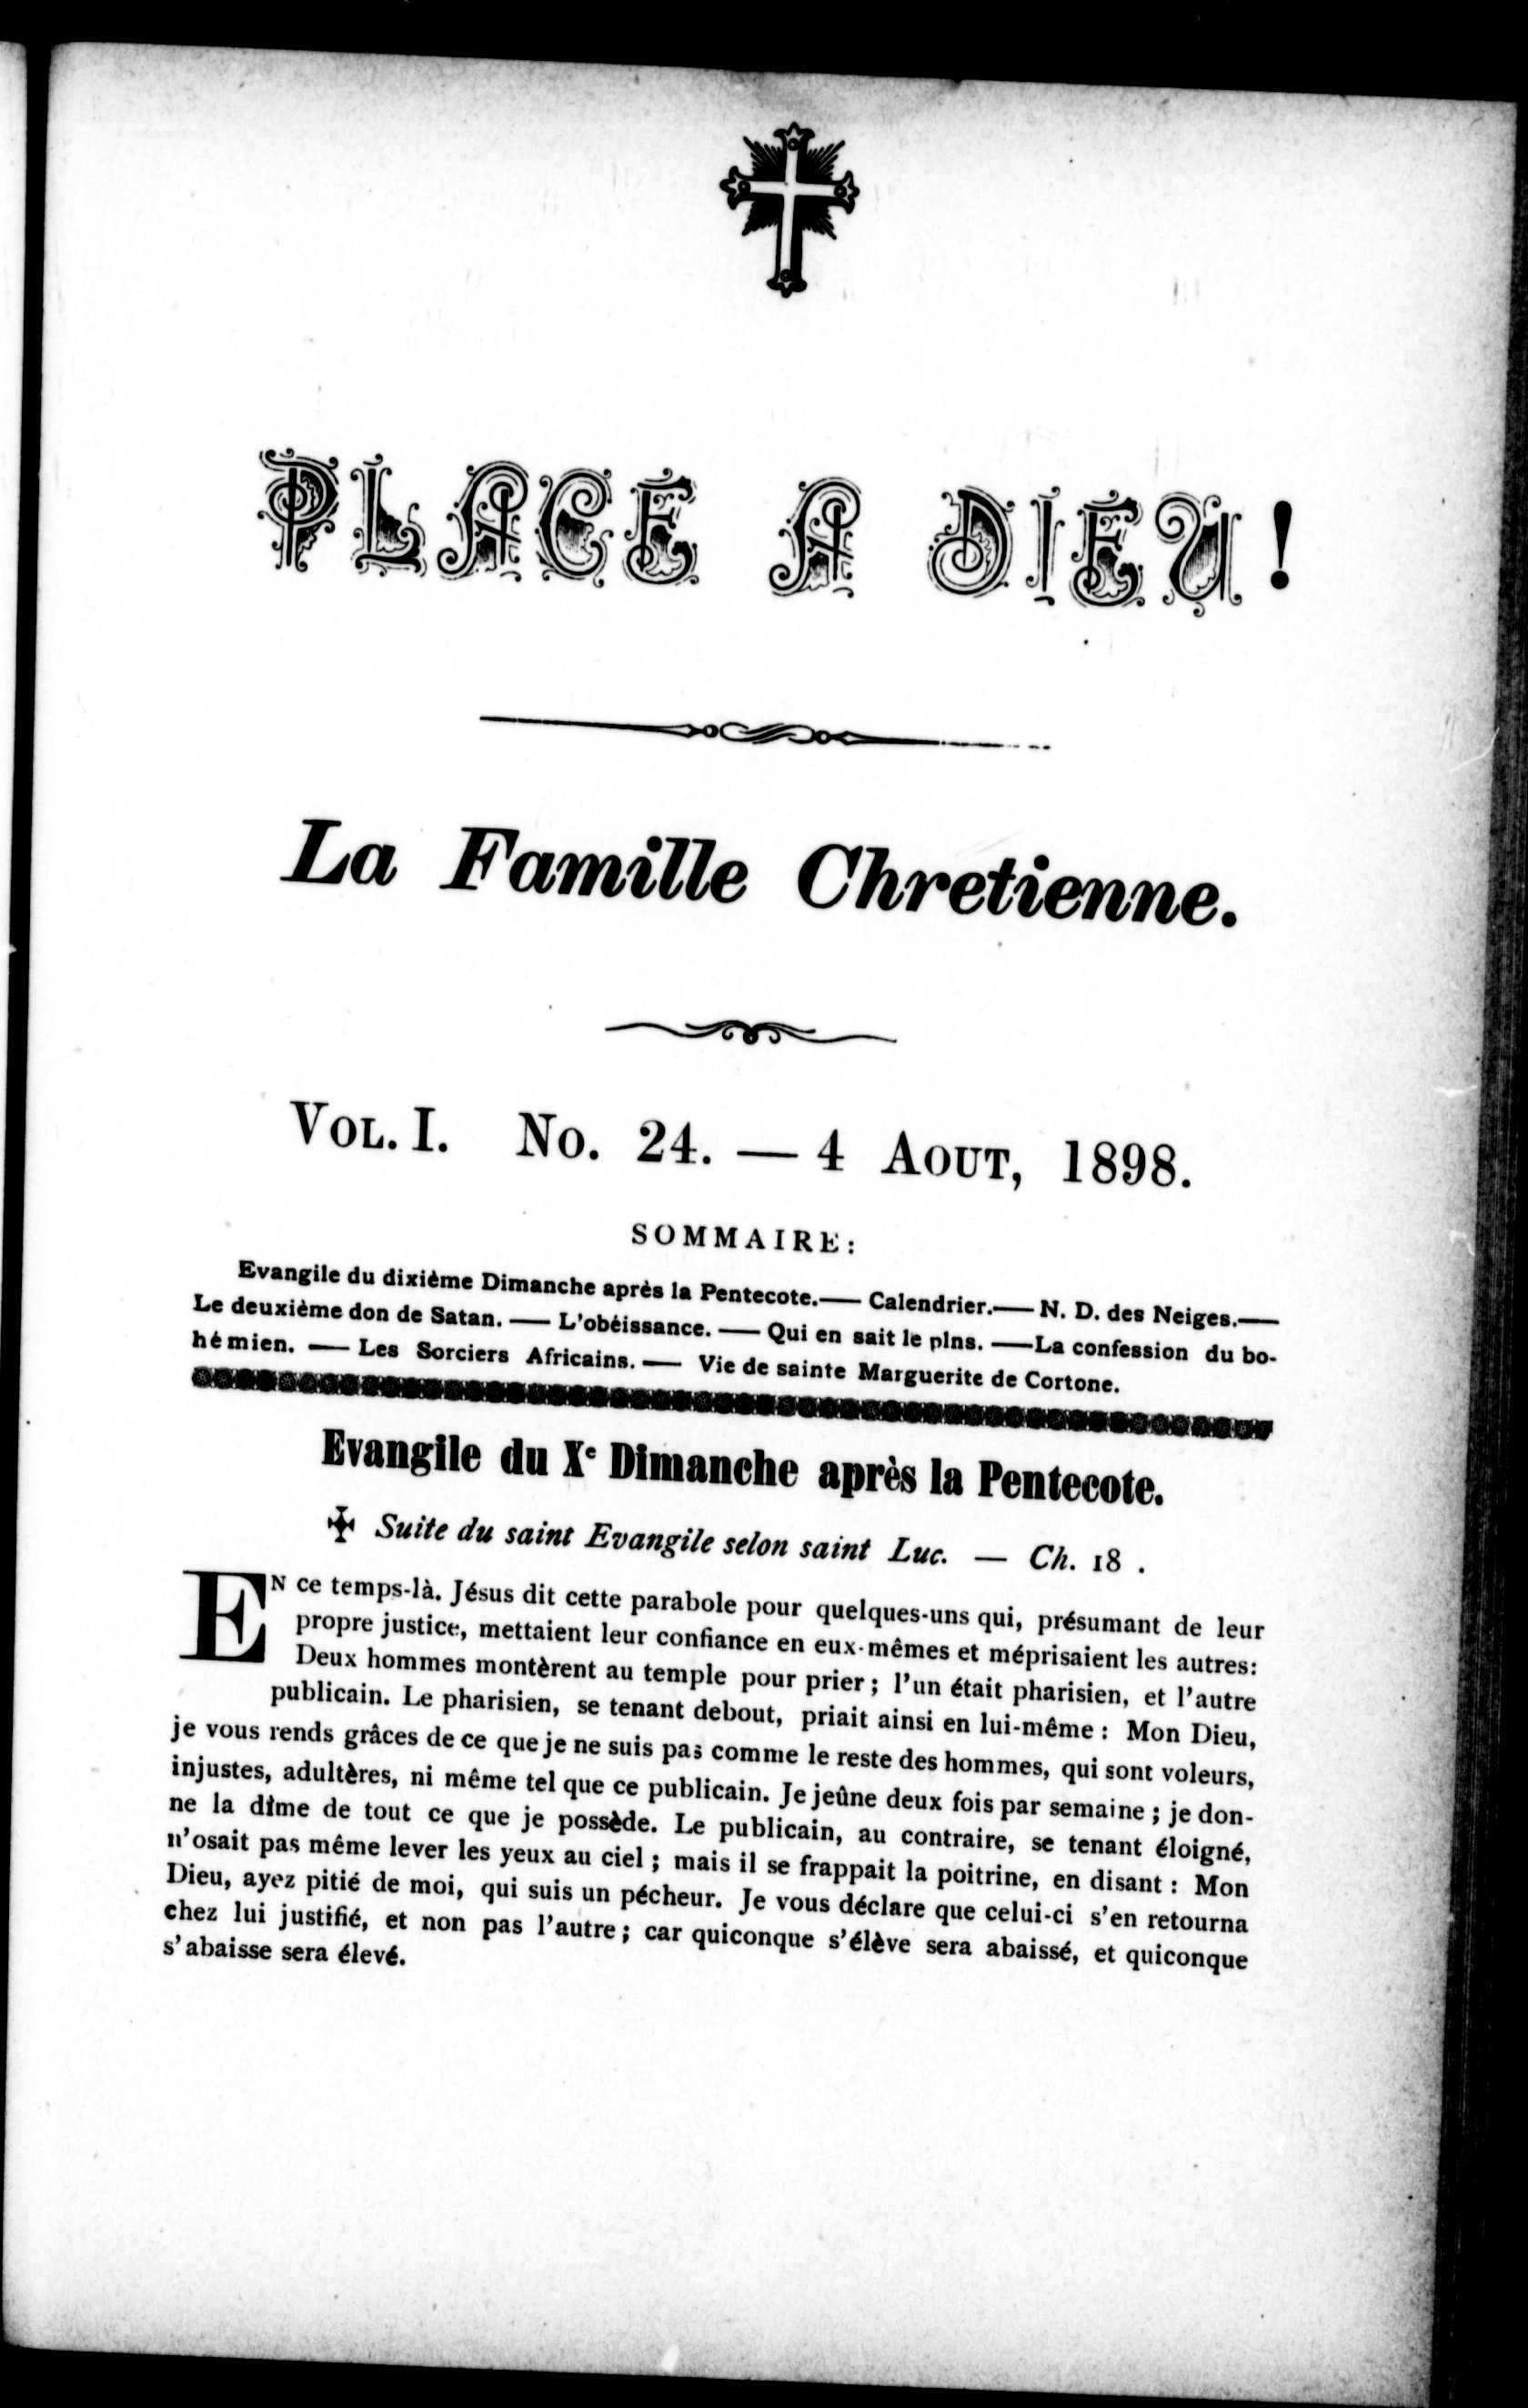 PLACE A DIEU!
La Famille Chretienne.
VOL. I. NO. 24. — 4 AOUT, 1898.
SOMMAIRE:
Evangile du dixième Dimanche après la Pentecote.— Calendrier.— N. D. des Neiges.—
Le deuxième don de Satan. — L'obéissance. — Qui en sait le plns. —La confession du bo-
hémien. — Les Sorciers Africains. — Vie de sainte Marguerite de Cortone.
Evangile du Xe Dimanche après la Pentecote.
✠ Suite du saint Evangile selon saint Luc. — Ch. 18 .
EN ce temps-là. Jésus dit cette parabole pour quelques-uns qui, présumant de leur
propre justice, mettaient leur confiance en eux-mêmes et méprisaient les autres:
Deux hommes montèrent au temple pour prier; l'un était pharisien, et l'autre
publicain. Le pharisien, se tenant debout, priait ainsi en lui-même : Mon Dieu,
je vous rends grâces de ce que je ne suis pas comme le reste des hommes, qui sont voleurs,
injustes, adultères, ni même tel que ce publicain. Je jeûne deux fois par semaine ; je don-
ne la dîme de tout ce que je possède. Le publicain, au contraire, se tenant éloigné,
n'osait pas même lever les yeux au ciel ; mais il se frappait la poitrine, en disant : Mon
Dieu, ayez pitié de moi, qui suis un pécheur. Je vous déclare que celui-ci s'en retourna
chez lui justifié, et non pas l'autre; car quiconque s'élève sera abaissé, et quiconque
s'abaisse sera élevé.